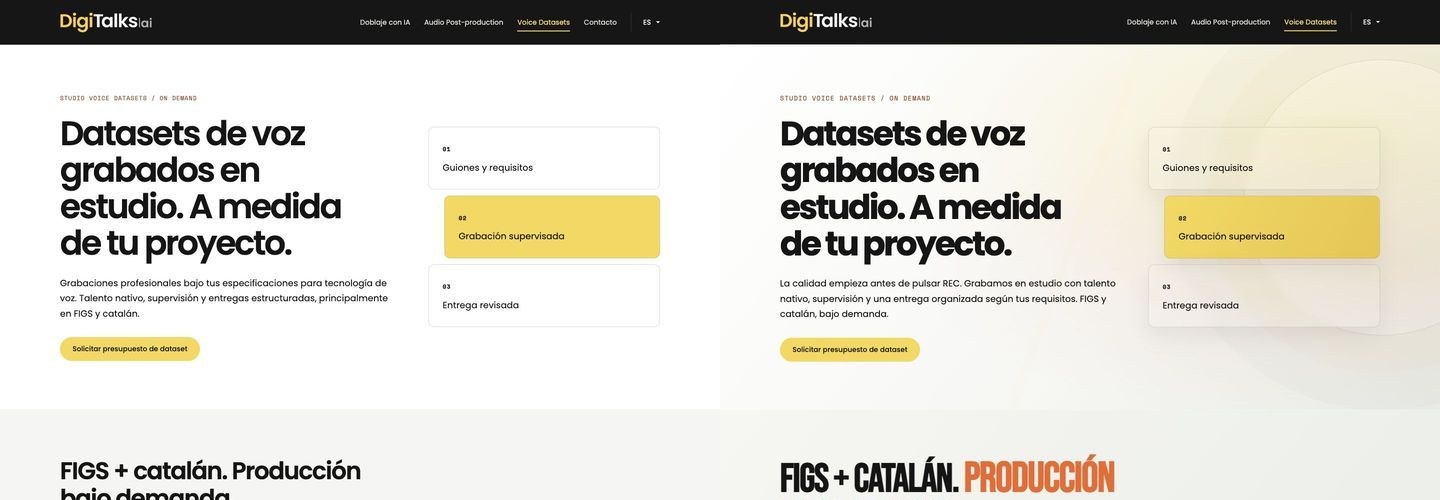 DigiTalks|ai
Doblaje con IA Audio Post-production Voice Datasets Contacto ES
STUDIO VOICE DATASETS / ON DEMAND
Datasets de voz
grabados en
estudio. A medida
de tu proyecto.
Grabaciones profesionales bajo tus especificaciones para tecnología de
voz. Talento nativo, supervisión y entregas estructuradas, principalmente
en FIGS y catalán.
Solicitar presupuesto de dataset
01
Guiones y requisitos
02
Grabación supervisada
03
Entrega revisada
FIGS + catalán. Producción
bajo demanda
DigiTalks|ai
Doblaje con IA Audio Post-production Voice Datasets ES
STUDIO VOICE DATASETS / ON DEMAND
Datasets de voz
grabados en
estudio. A medida
de tu proyecto.
La calidad empieza antes de pulsar REC. Grabamos en estudio con talento
nativo, supervisión y una entrega organizada según tus requisitos. FIGS y
catalán, bajo demanda.
Solicitar presupuesto de dataset
01
Guiones y requisitos
02
Grabación supervisada
03
Entrega revisada
FIGS + CATALÁN. PRODUCCIÓN